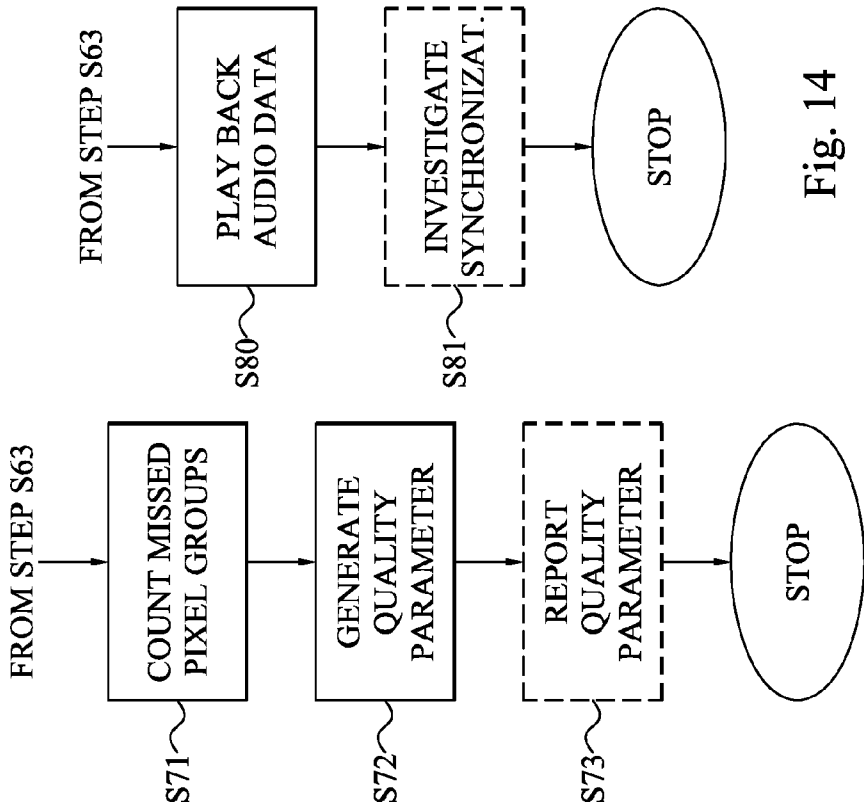 FROM STEP S63
S71
COUNT MISSED
PIXEL GROUPS
S72
GENERATE
QUALITY
PARAMETER
S73
REPORT
QUALITY
PARAMETER
STOP
FROM STEP S63
S80
PLAY BACK
AUDIO DATA
S81
INVESTIGATE
SYNCHRONIZAT.
STOP
Fig. 14